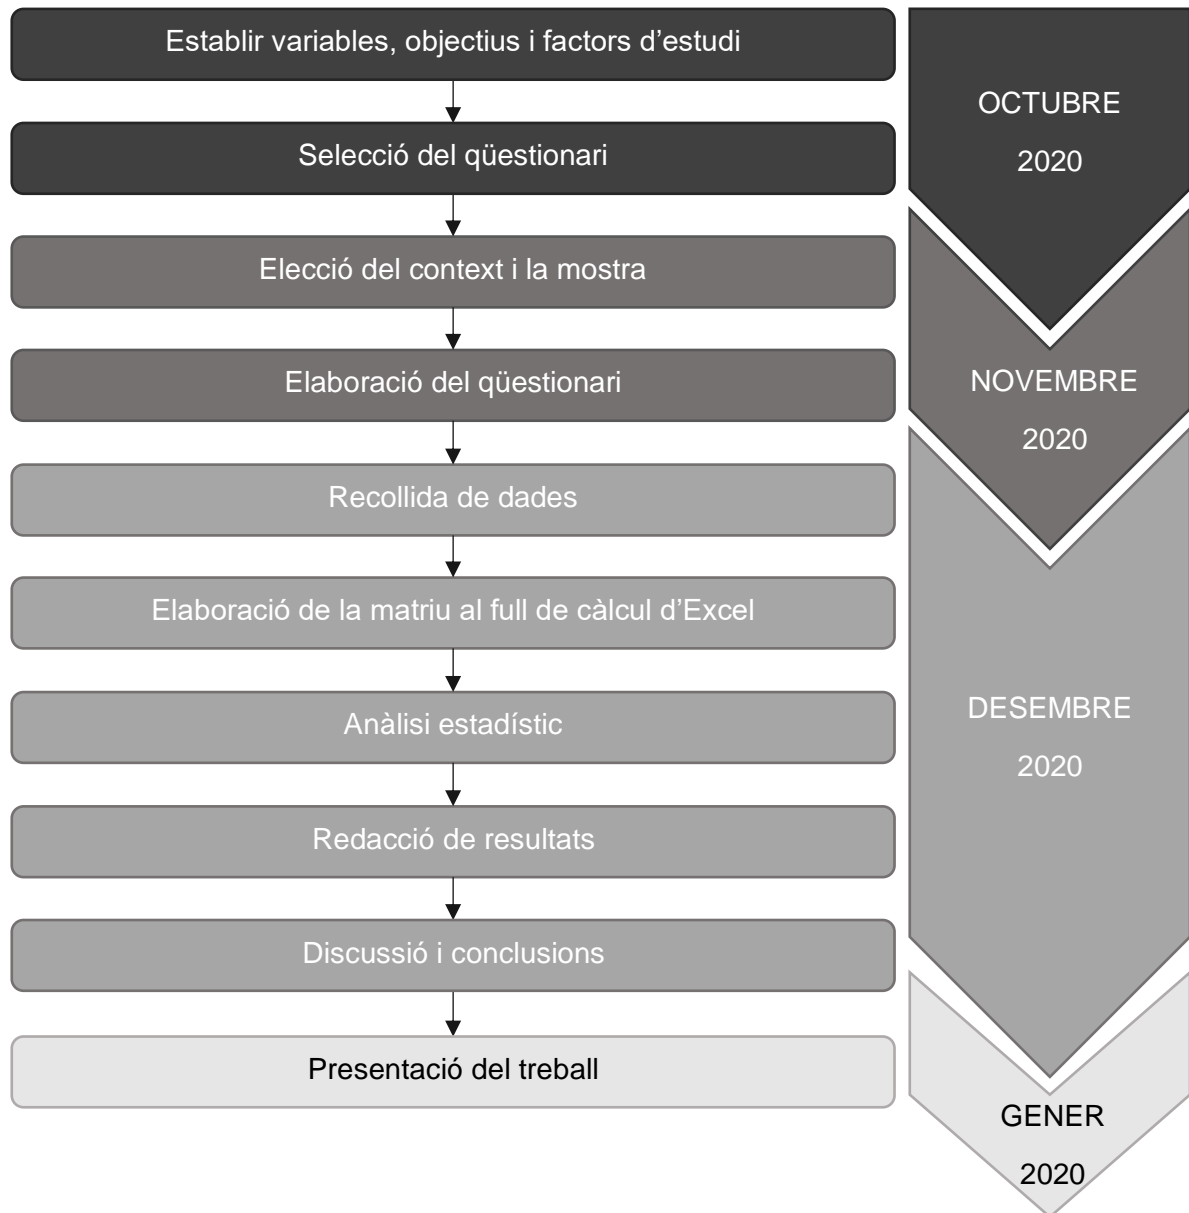 Establir variables, objectius i factors d’estudi
Selecció del qüestionari
Elecció del context i la mostra
Elaboració del qüestionari
Recollida de dades
Elaboració de la matriu al full de càlcul d’Excel
Anàlisi estadístic
Redacció de resultats
Discussió i conclusions
Presentació del treball
OCTUBRE
2020
NOVEMBRE
2020
DESEMBRE
2020
GENER
2020